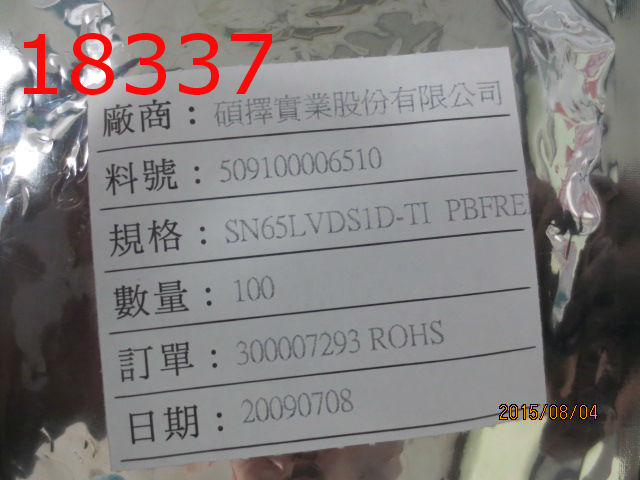 18337
廠商：碩擇實業股份有限公司
料號：509100006510
規格：SN65LVDS1D-TI PBFREE
數量：100
訂單：300007293 ROHS
日期：20090708
2015/08/04